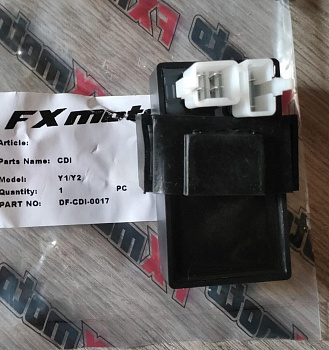 FXmoto
Article:
Parts Name: CDI
Model: Y1/Y2
Quantity: 1 PC
PART NO: DF-CDI-0017